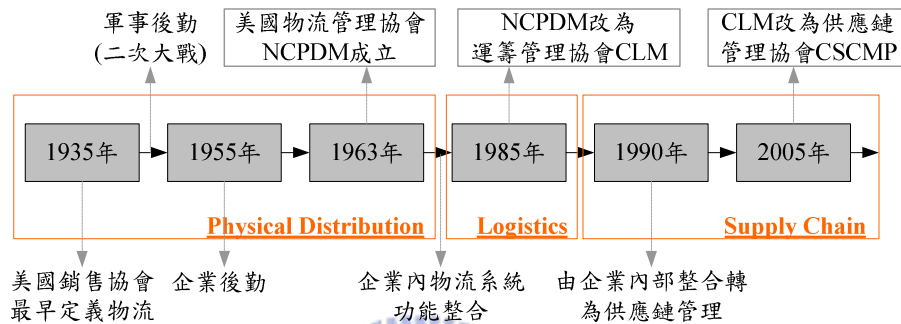 軍事後勤
(二次大戰)
美國物流管理協會
NCPDM成立
NCPDM改為
運籌管理協會CLM
CLM改為供應鏈
管理協會CSCMP
1935年
1955年
1963年
1985年
1990年
2005年
Physical Distribution
Logistics
Supply Chain
美國銷售協會
最早定義物流
企業後勤
企業內物流系統
功能整合
由企業內部整合轉
為供應鏈管理